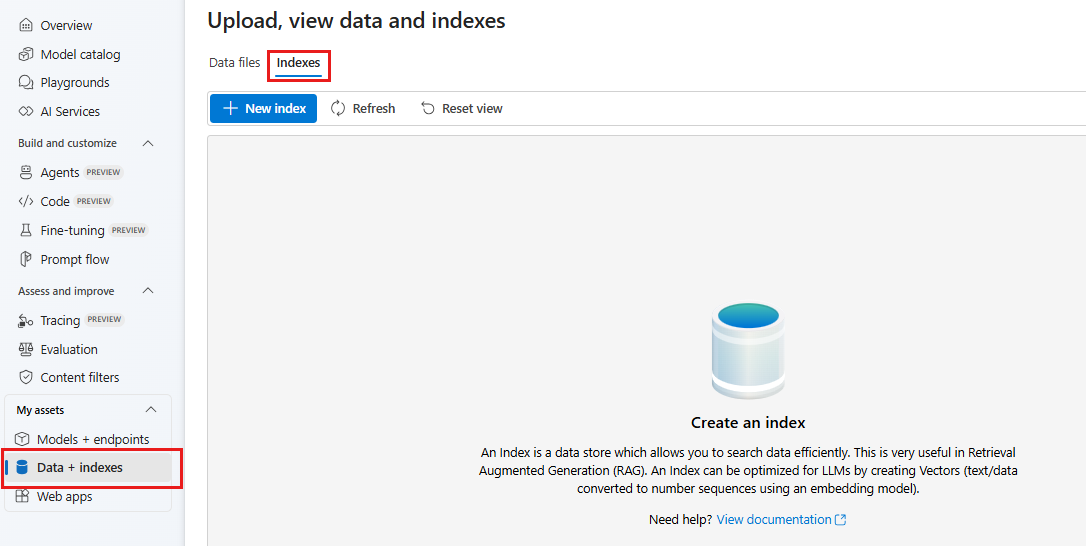 Overview
Model catalog
Playgrounds
AI Services
Build and customize
Agents PREVIEW
Code PREVIEW
Fine-tuning PREVIEW
Prompt flow
Assess and improve
Tracing PREVIEW
Evaluation
Content filters
My assets
Models + endpoints
Data + indexes
Web apps
Upload, view data and indexes
Data files Indexes
New index Refresh Reset view
Create an index
An Index is a data store which allows you to search data efficiently. This is very useful in Retrieval
Augmented Generation (RAG). An Index can be optimized for LLMs by creating Vectors (text/data
converted to number sequences using an embedding model).
Need help? View documentation